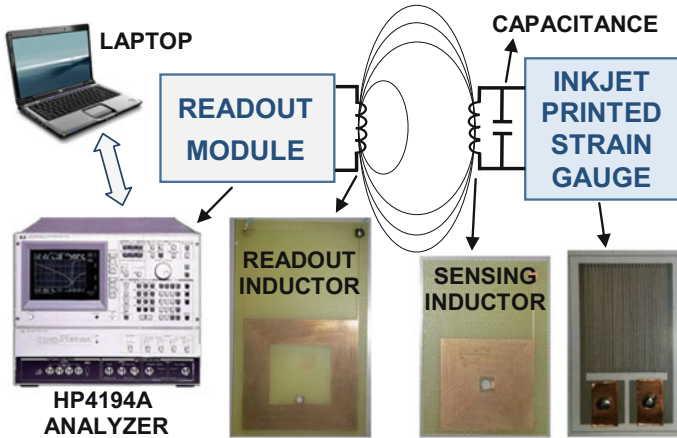 LAPTOP
CAPACITANCE
READOUT
MODULE
INKJET
PRINTED
STRAIN
GAUGE
READOUT
INDUCTOR
SENSING
INDUCTOR
HP4194A
ANALYZER